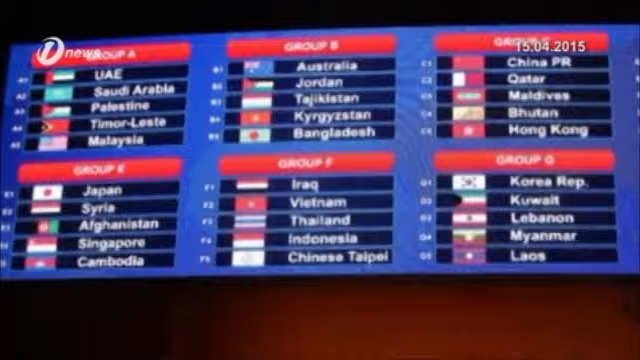 1news
15.04.2015
GROUP A
A1 UAE
A2 Saudi Arabia
A3 Palestine
A4 Timor-Leste
A5 Malaysia
GROUP B
B1 Australia
B2 Jordan
B3 Tajikistan
B4 Kyrgyzstan
B5 Bangladesh
GROUP C
C1 China PR
C2 Qatar
C3 Maldives
C4 Bhutan
C5 Hong Kong
GROUP E
E1 Japan
E2 Syria
E3 Afghanistan
Singapore
Cambodia
GROUP F
F1 Iraq
F2 Vietnam
F3 Thailand
F4 Indonesia
F5 Chinese Taipei
GROUP G
G1 Korea Rep.
G2 Kuwait
G3 Lebanon
G4 Myanmar
G5 Laos